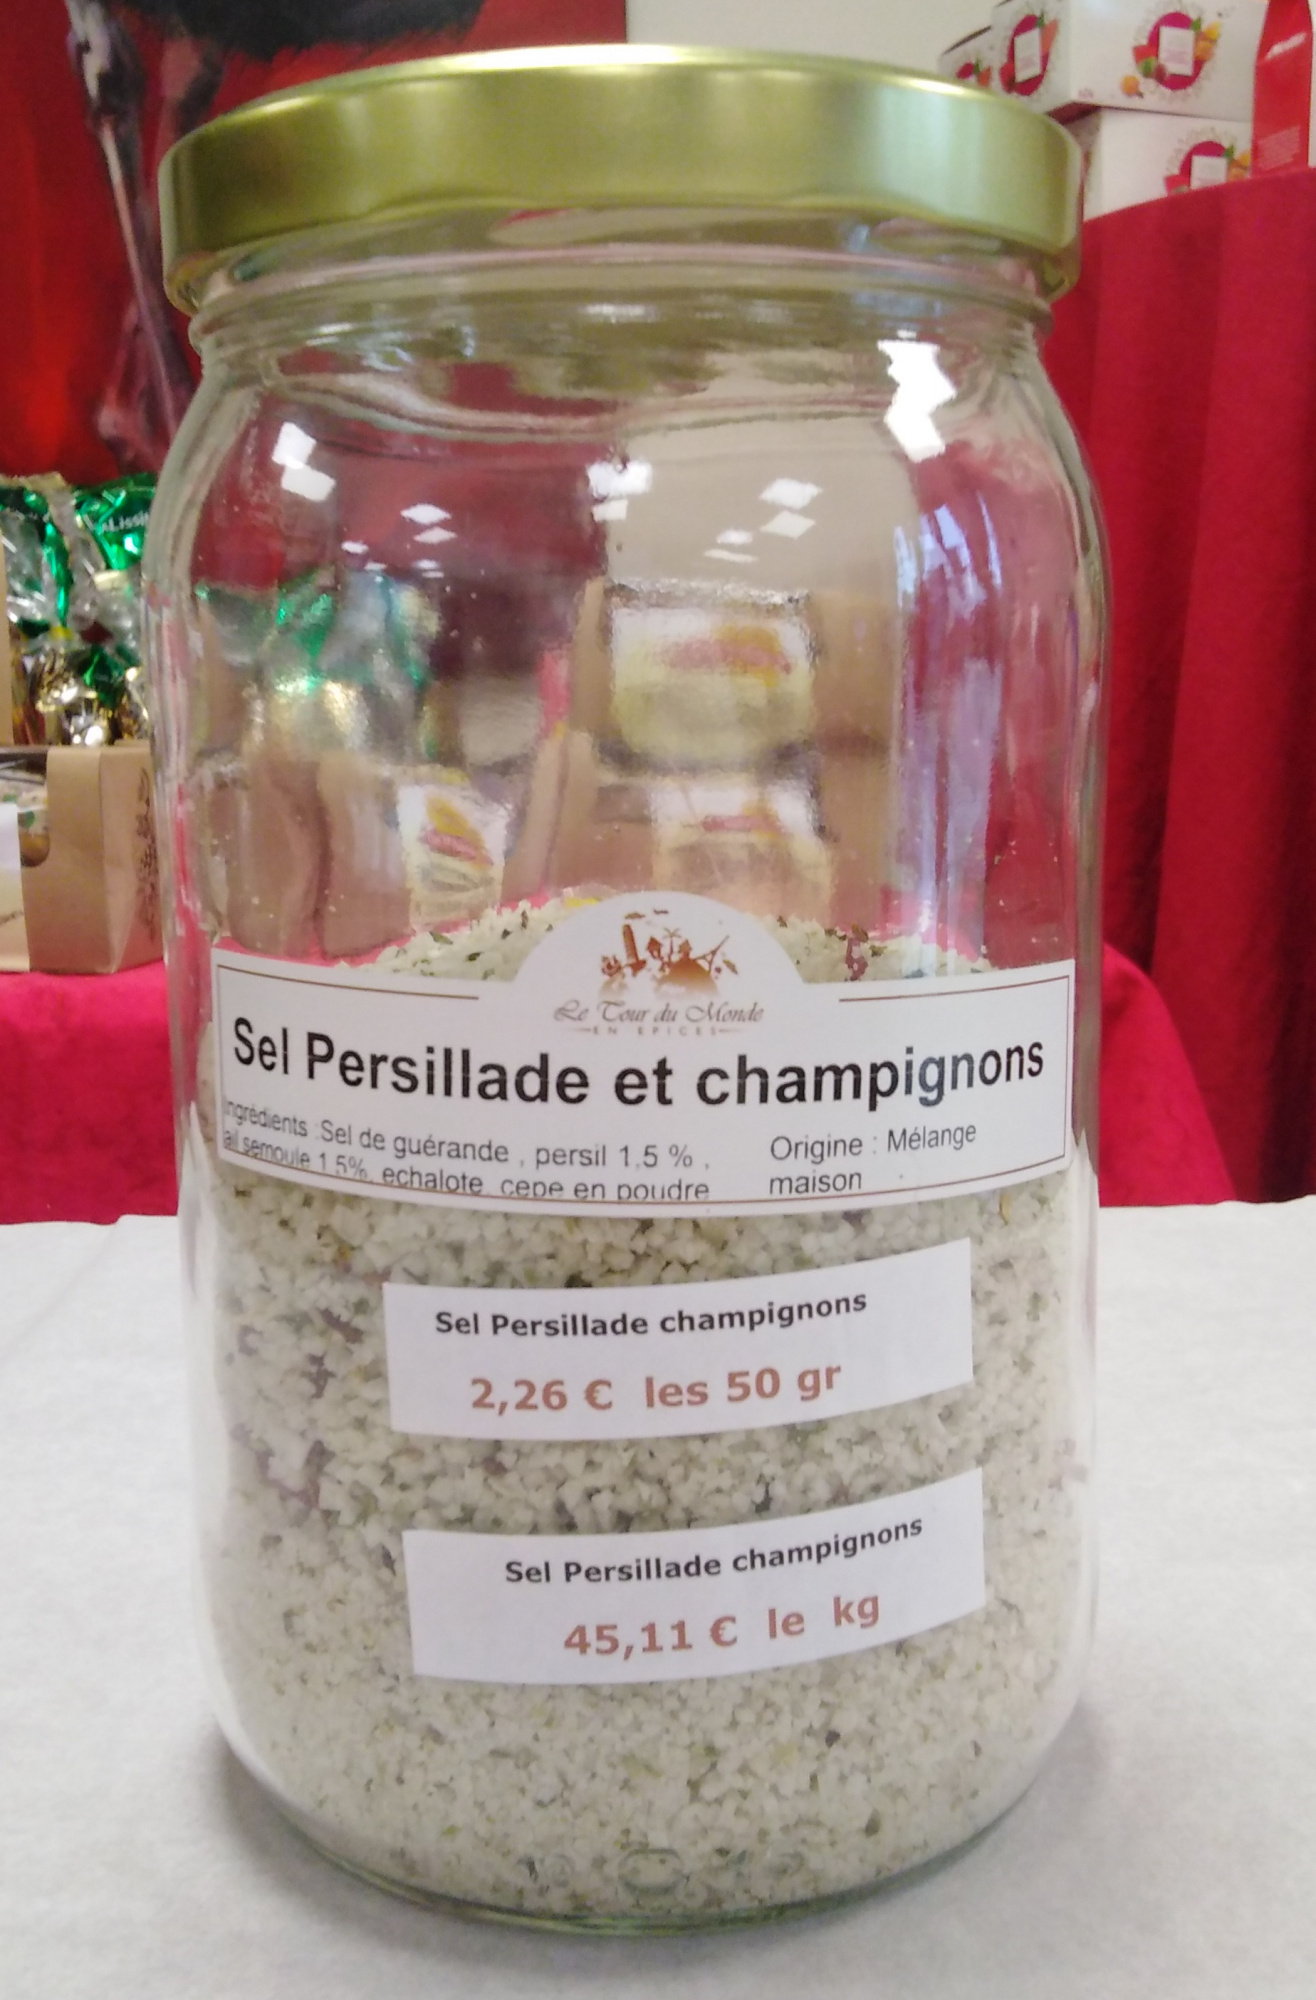 Le Tour du Monde
EN EPICES
Sel Persillade et champignons
Ingrédients :Sel de guérande , persil 1,5 % ,
ail semoule 1,5%, echalote, cepe en poudre
Origine : Mélange
maison
Sel Persillade champignons
2,26 € les 50 gr
Sel Persillade champignons
45,11 € le kg